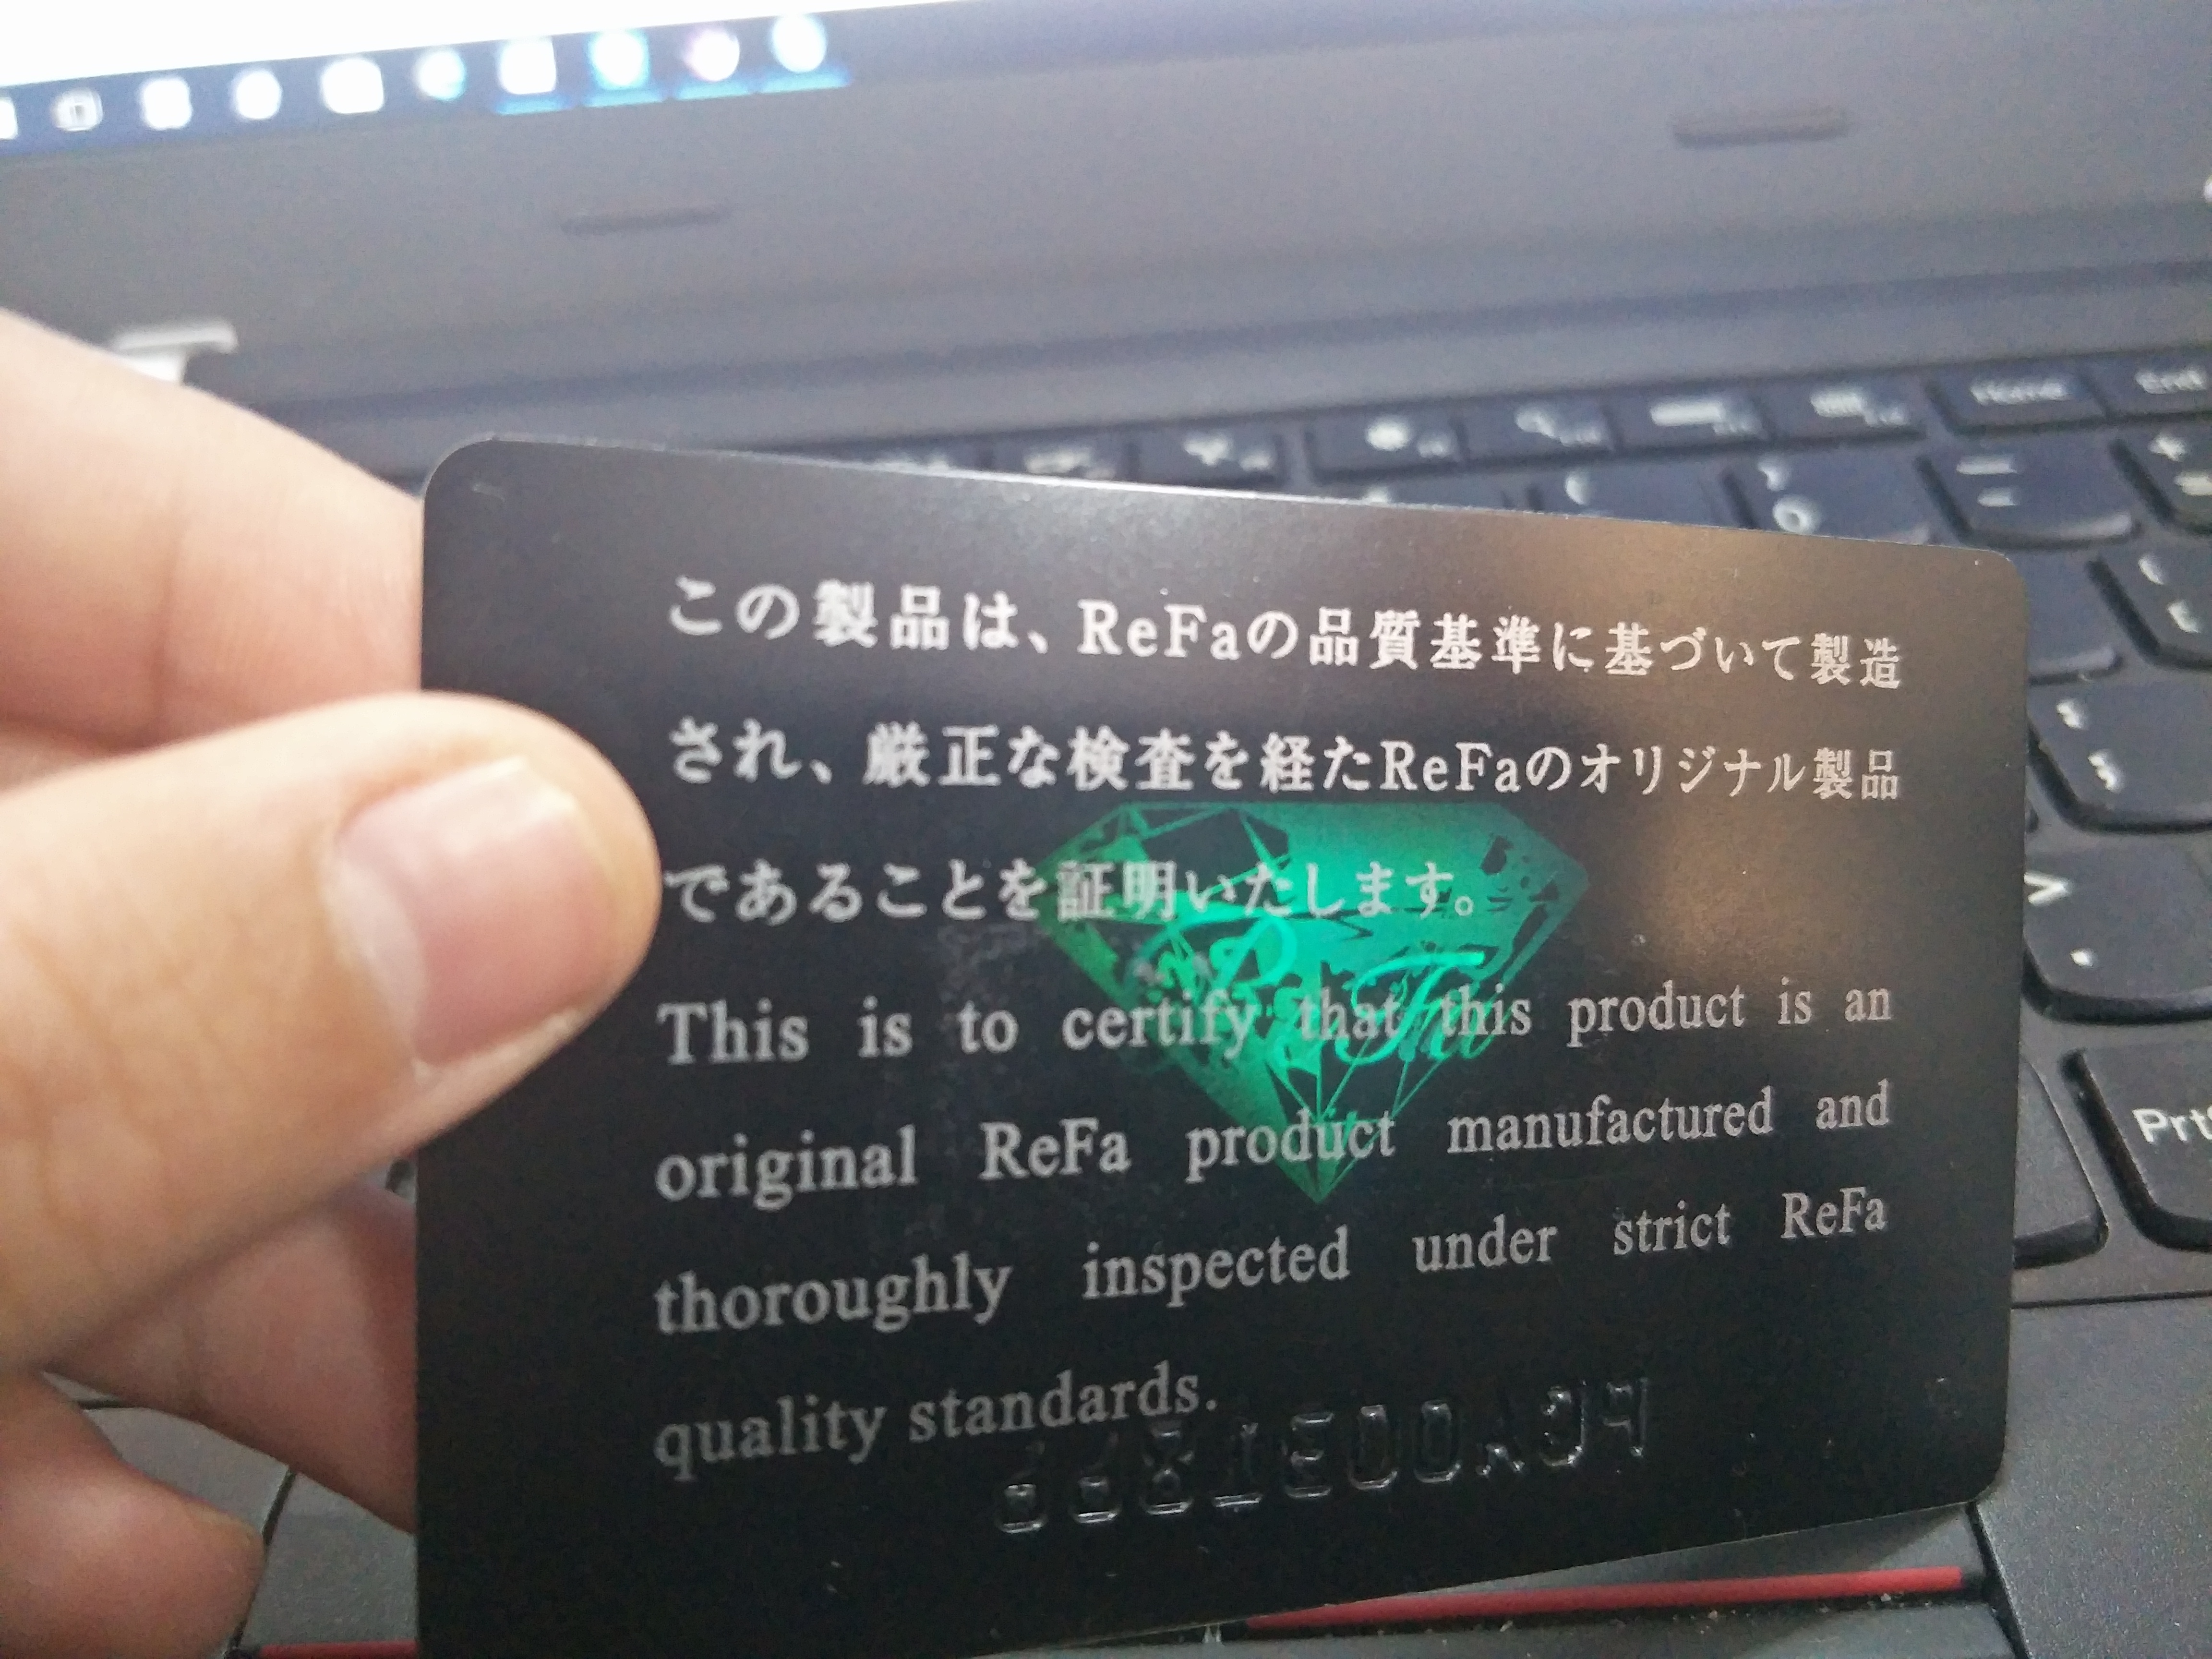 この製品は、ReFaの品質基準に基づいて製造
され、厳正な検査を経たReFaのオリジナル製品
であることを証明いたします。
This is to certify that this product is an
original ReFa product manufactured and
thoroughly inspected under strict ReFa
quality standards.
Home
End